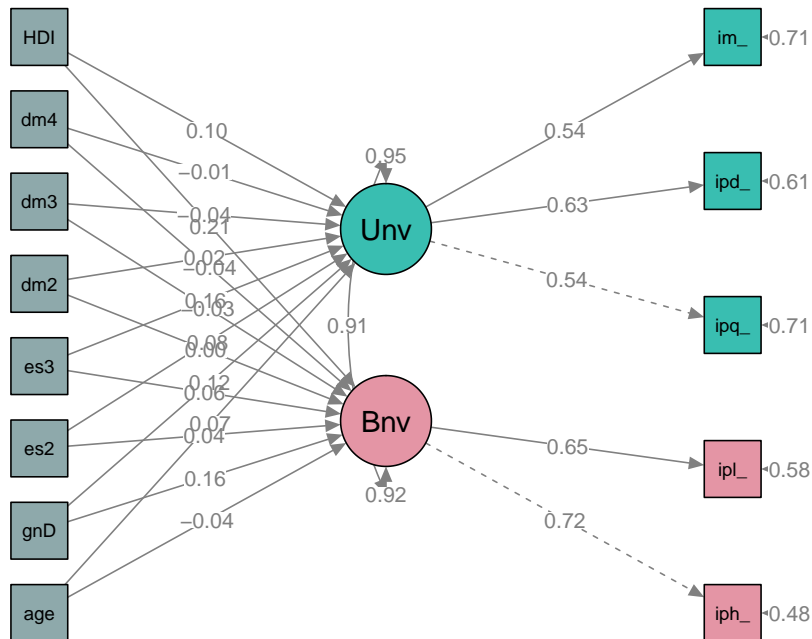 HDI
im_
0.71
dm4
0.10
0.54
−0.01
0.95
ipd_
0.61
dm3
−0.04
0.21
Unv
0.63
dm2
0.02
−0.04
0.54
0.16
−0.03
0.91
ipq_
0.71
es3
0.08
0.00
0.12
0.06
es2
0.07
0.04
Bnv
0.65
ipl_
0.58
0.16
0.92
gnD
−0.04
0.72
age
iph_
0.48